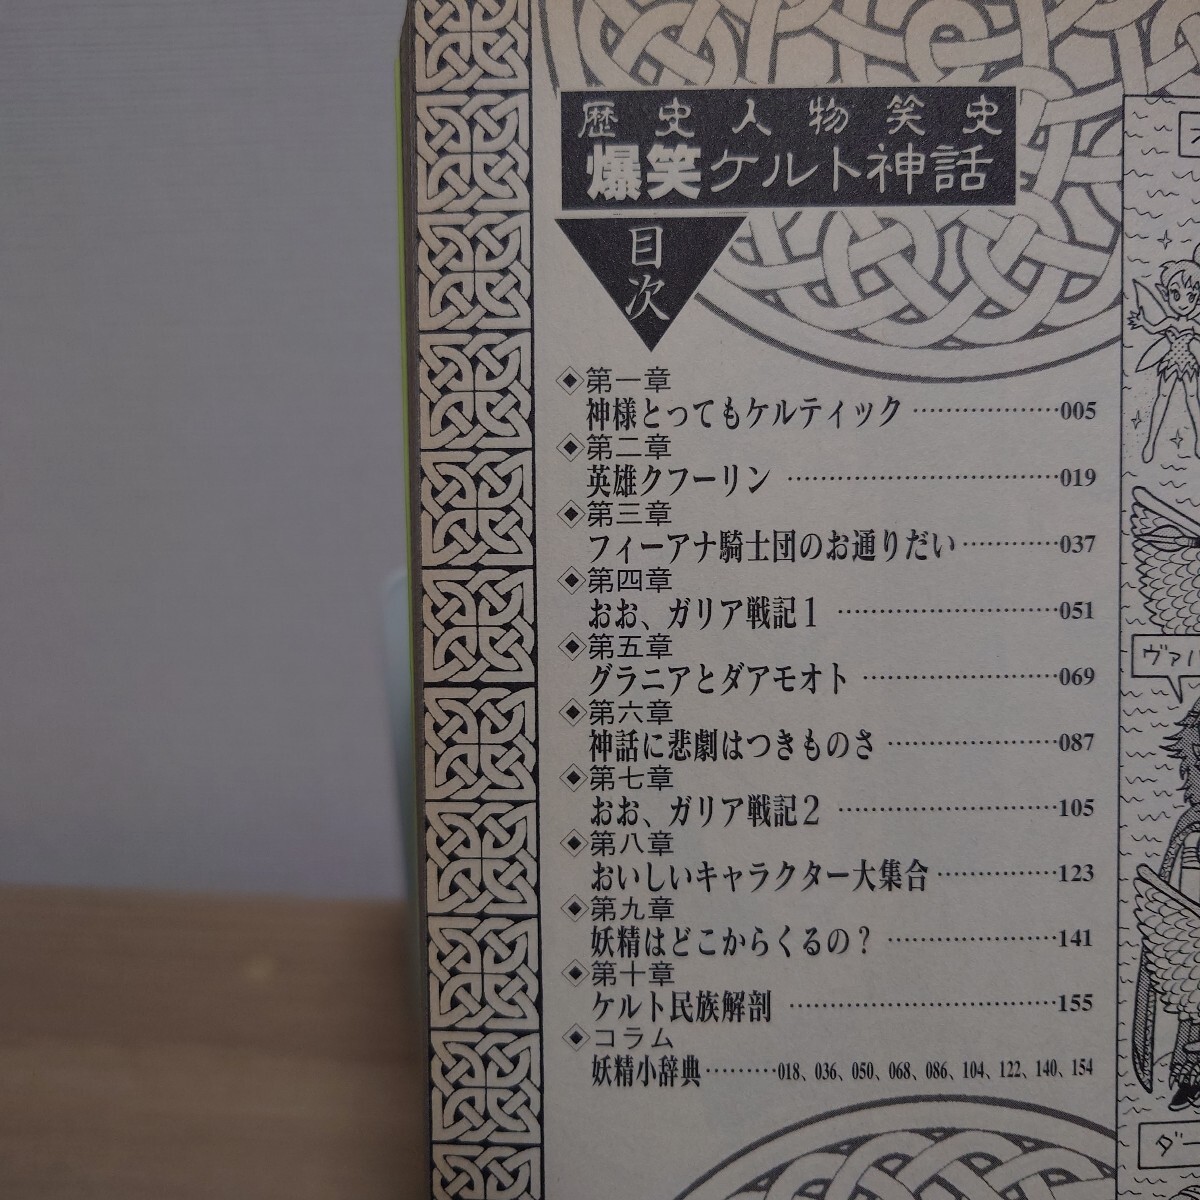 歴史人物笑史
爆笑ケルト神話
目次
◈第一章
神様とってもケルティック………………005
◈第二章
英雄クフーリン……………………………019
◈第三章
フィーアナ騎士団のお通りだい…………037
◈第四章
おお、ガリア戦記1………………………051
◈第五章
グラニアとダアモオト……………………069
◈第六章
神話に悲劇はつきものさ…………………087
◈第七章
おお、ガリア戦記2………………………105
◈第八章
おいしいキャラクター大集合……………123
◈第九章
妖精はどこからくるの?…………………141
◈第十章
ケルト民族解剖……………………………155
◈コラム
妖精小辞典………018、036、050、068、086、104、122、140、154
ヴァ
ダー